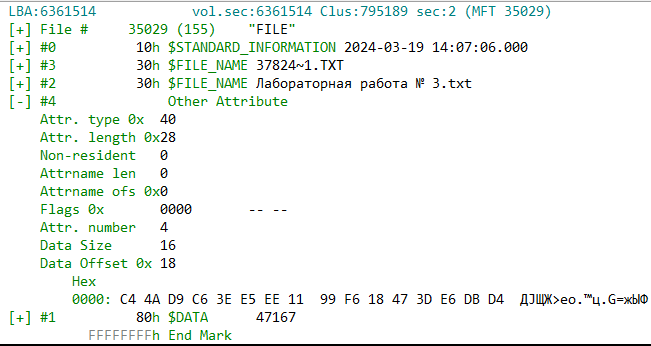 LBA:6361514 vol.sec:6361514 Clus:795189 sec:2 (MFT 35029)
[+] File # 35029 (155) "FILE"
[+] #0 10h $STANDARD_INFORMATION 2024-03-19 14:07:06.000
[+] #3 30h $FILE_NAME 37824~1.TXT
[+] #2 30h $FILE_NAME Лабораторная работа № 3.txt
[-] #4 Other Attribute
Attr. type 0x 40
Attr. length 0x28
Non-resident 0
Attrname len 0
Attrname ofs 0x0
Flags 0x 0000 -- --
Attr. number 4
Data Size 16
Data Offset 0x 18
Hex
0000: C4 4A D9 C6 3E E5 EE 11 99 F6 18 47 3D E6 DB D4 ДJЩЖ>ео.™ц.G=жЫФ
[+] #1 80h $DATA 47167
FFFFFFFFh End Mark